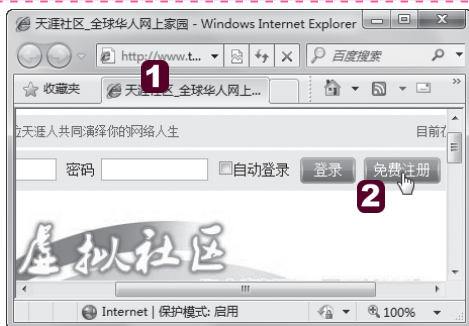 天涯社区_全球华人网上家园 - Windows Internet Explorer
http://www.t... 百度搜索
1
收藏夹 天涯社区_全球华人网上... »
位天涯人共同演绎你的网络人生 目前在
密码 自动登录 登录 免费注册
2
虚拟社区
Internet | 保护模式: 启用 100%